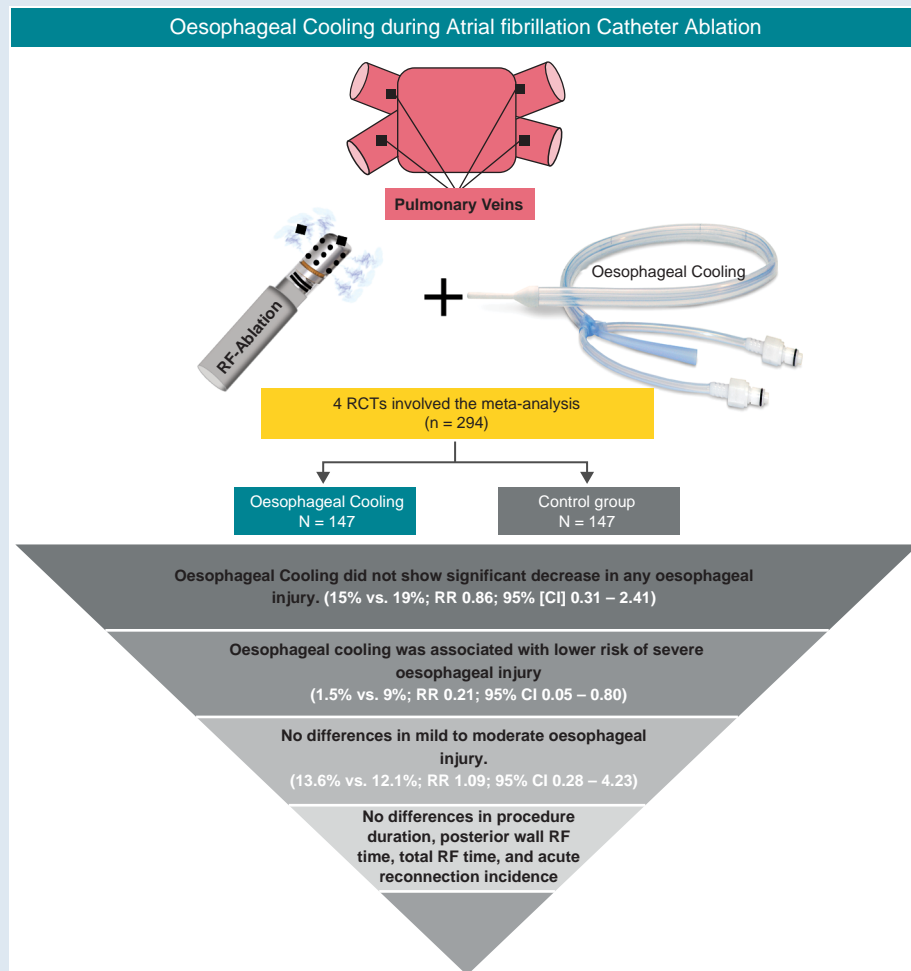 Oesophageal Cooling during Atrial fibrillation Catheter Ablation
Pulmonary Veins
RF-Ablation
Oesophageal Cooling
4 RCTs involved the meta-analysis
(n = 294)
Oesophageal Cooling
N = 147
Control group
N = 147
Oesophageal Cooling did not show significant decrease in any oesophageal
injury. (15% vs. 19%; RR 0.86; 95% [CI] 0.31 – 2.41)
Oesophageal cooling was associated with lower risk of severe
oesophageal injury
(1.5% vs. 9%; RR 0.21; 95% CI 0.05 – 0.80)
No differences in mild to moderate oesophageal
injury.
(13.6% vs. 12.1%; RR 1.09; 95% CI 0.28 – 4.23)
No differences in procedure
duration, posterior wall RF
time, total RF time, and acute
reconnection incidence